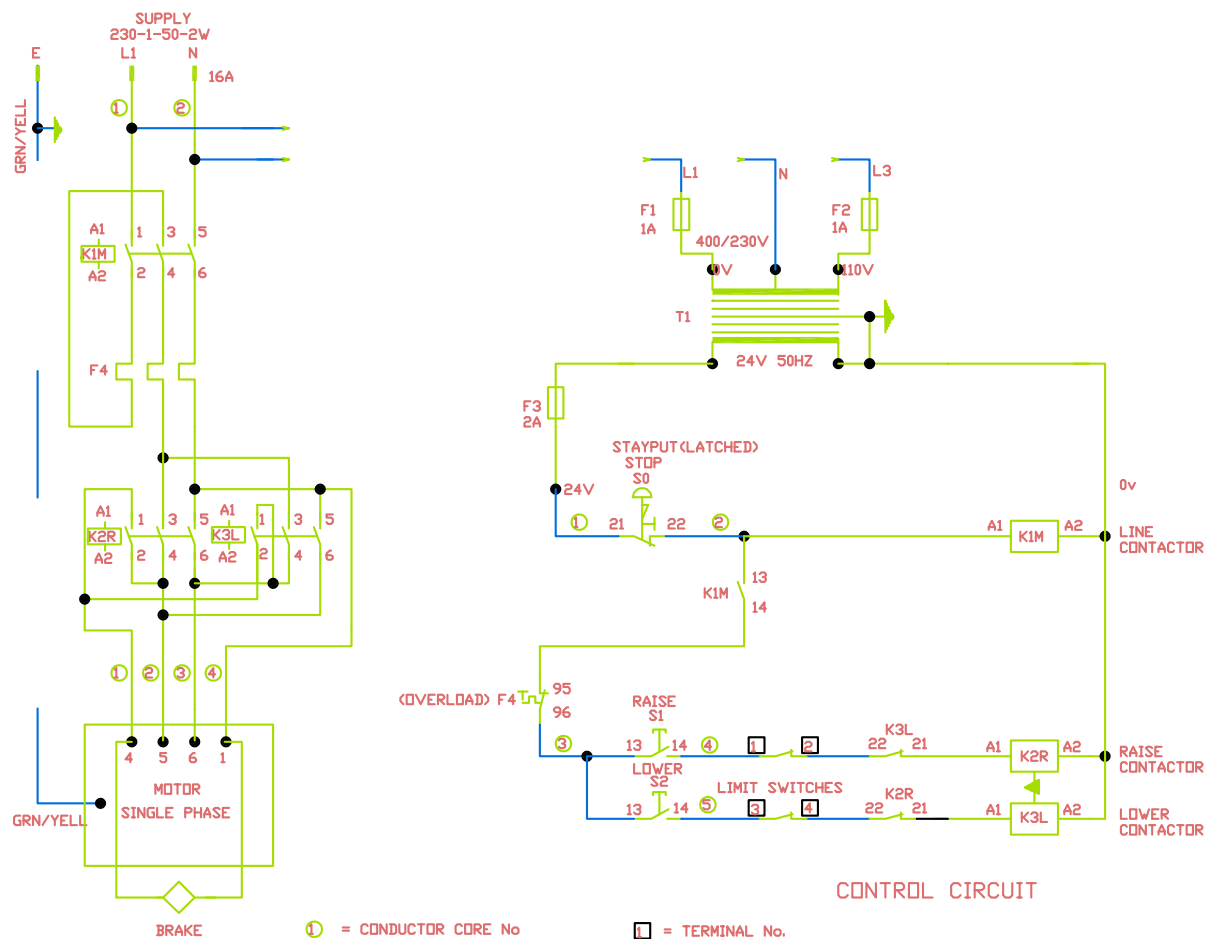 SUPPLY
230-1-50-2W
E
L1
N
16A
1
2
GRN/YELL
A1
K1M
A2
1
3
5
2
4
6
F4
A1
K2R
A2
1
3
5
2
4
6
A1
K3L
A2
1
3
5
2
4
6
1
2
3
4
4
5
6
1
MOTOR
SINGLE PHASE
GRN/YELL
BRAKE
L1
N
L3
F1
1A
F2
1A
400/230V
0V
110V
T1
24V 50HZ
F3
2A
STAYPUT(LATCHED)
STOP
S0
24V
1
21
22
2
0v
A1
K1M
A2
LINE
CONTACTOR
K1M
13
14
(OVERLOAD) F4
95
96
3
RAISE
S1
13
14
4
1
2
K3L
22
21
A1
K2R
A2
RAISE
CONTACTOR
LOWER
S2
13
14
5
LIMIT SWITCHES
3
4
K2R
22
21
A1
K3L
A2
LOWER
CONTACTOR
CONTROL CIRCUIT
1 = CONDUCTOR CORE No
1 = TERMINAL No.